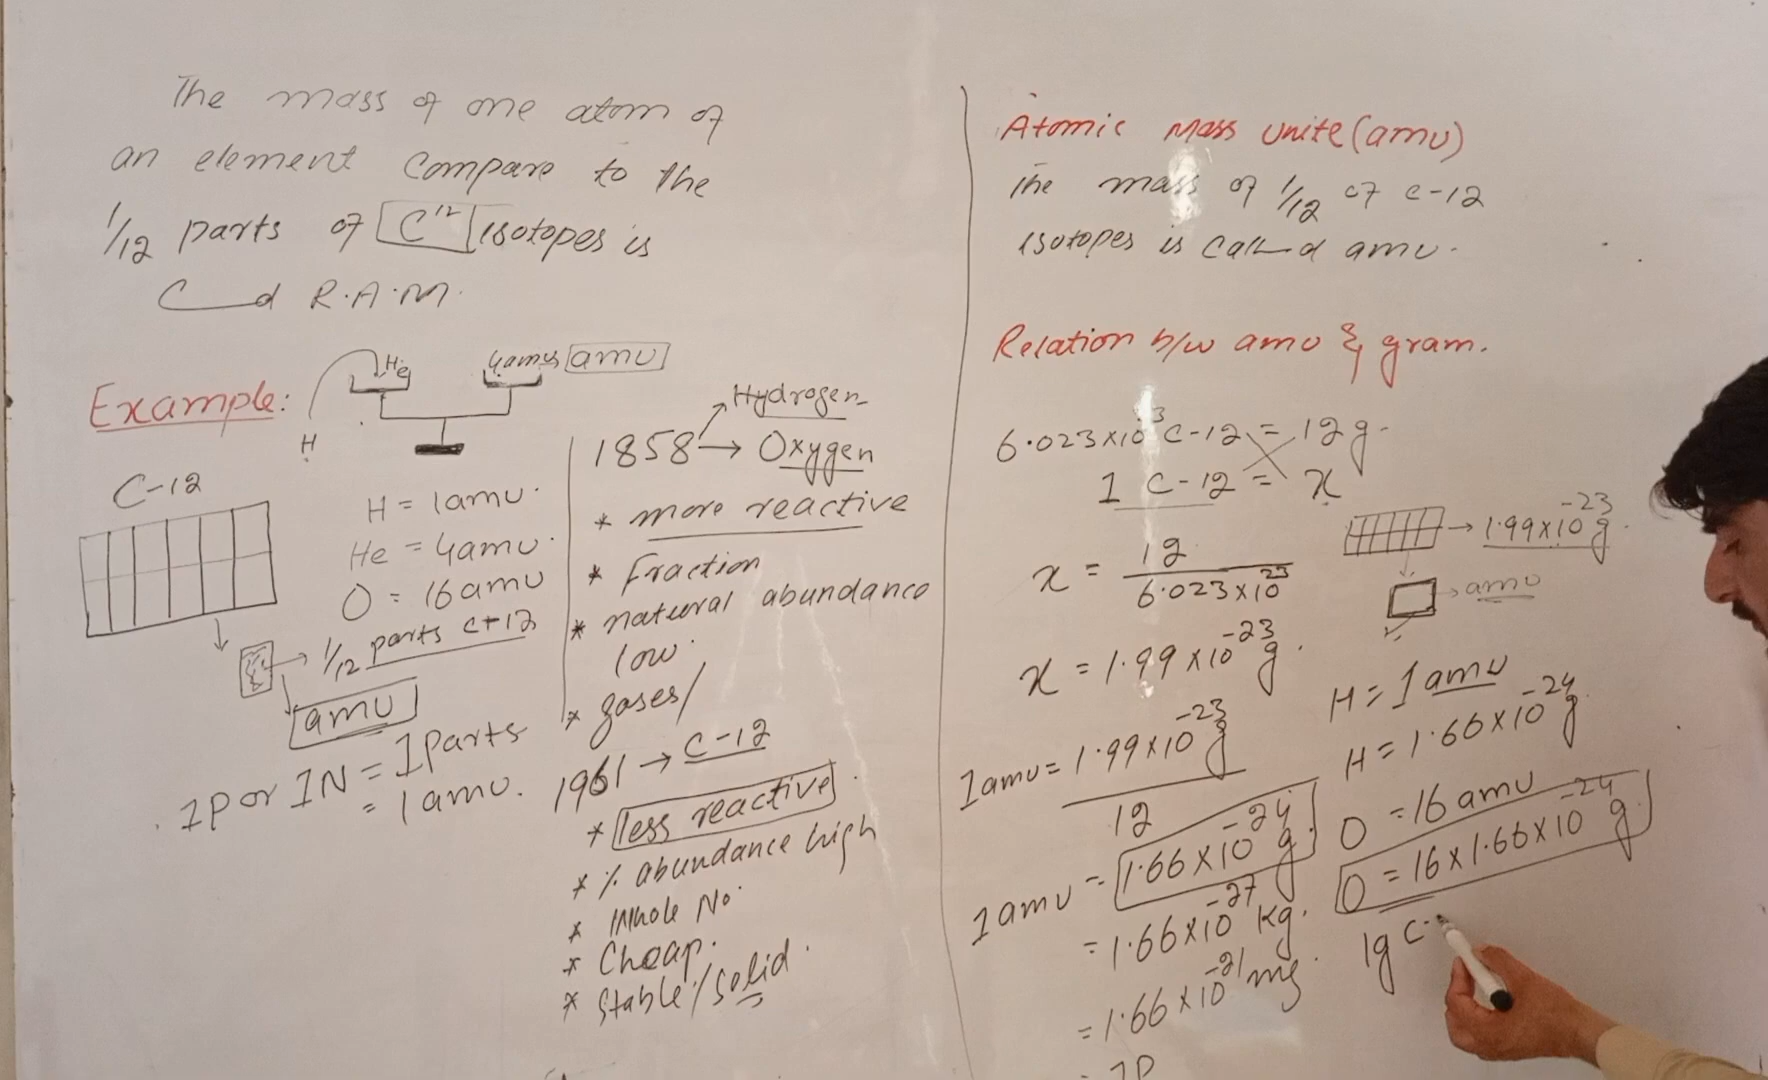 The mass of one atom of
an element compare to the
1/12 parts of C¹² isotopes is
C——d R.A.M.
Example:
He
4amus amu
H
C-12
H = 1amu.
He = 4amu.
O = 16amu
1/12 parts C-12
amu
1P or 1N = 1Parts
= 1amu.
Hydrogen
1858 → Oxygen
* more reactive
* Fraction
* natural abundance
low.
* gases/
1961 → C-12
* less reactive
* % abundance high
* Whole No.
* Cheap.
* Stable/Solid.
Atomic Mass unite (amu)
The mass of 1/12 of C-12
isotopes is Called amu.
Relation b/w amu & gram.
6.023×10²³ C-12 = 12g.
1 C-12 = x
x = 12 / 6.023×10²³
x = 1.99×10⁻²³ g.
1amu = 1.99×10⁻²³ g / 12
1amu = 1.66×10⁻²⁴ g.
= 1.66×10⁻²⁷ Kg.
= 1.66×10⁻²¹ mg.
= 1P
→ 1.99×10⁻²³ g.
→ amu
H = 1amu
H = 1.66×10⁻²⁴ g.
O = 16amu
O = 16×1.66×10⁻²⁴ g
1g C-